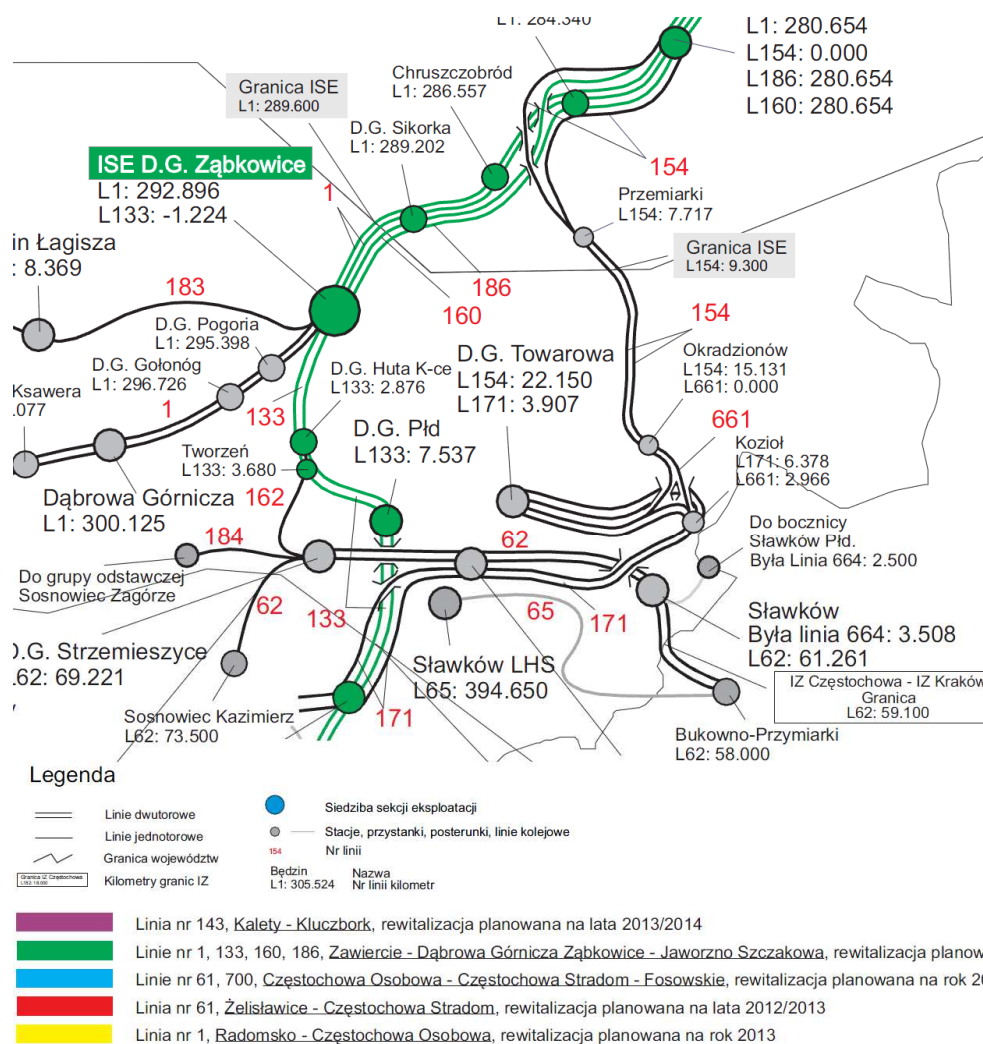 L1: 284.340
L1: 280.654
L154: 0.000
L186: 280.654
L160: 280.654
Chruszczobród
L1: 286.557
Granica ISE
L1: 289.600
D.G. Sikorka
L1: 289.202
ISE D.G. Ząbkowice
L1: 292.896
L133: -1.224
1
154
Przemiarki
L154: 7.717
Granica ISE
L154: 9.300
in Łagisza
: 8.369
183
186
160
154
D.G. Pogoria
L1: 295.398
D.G. Gołonóg
L1: 296.726
Ksawera
.077
1
133
D.G. Huta K-ce
L133: 2.876
D.G. Towarowa
L154: 22.150
L171: 3.907
Okradzionów
L154: 15.131
L661: 0.000
661
D.G. Płd
L133: 7.537
Kozioł
L171: 6.378
L661: 2.966
Tworzeń
L133: 3.680
Dąbrowa Górnicza
L1: 300.125
162
184
62
Do bocznicy
Sławków Płd.
Była Linia 664: 2.500
Do grupy odstawczej
Sosnowiec Zagórze
62
133
65
171
Sławków
Była linia 664: 3.508
L62: 61.261
D.G. Strzemieszyce
L62: 69.221
Sławków LHS
L65: 394.650
IZ Częstochowa - IZ Kraków
Granica
L62: 59.100
Sosnowiec Kazimierz
L62: 73.500
171
Bukowno-Przymiarki
L62: 58.000
Legenda
Linie dwutorowe
Linie jednotorowe
Granica województw
Granica IZ Częstochowa
Kilometry granic IZ
Siedziba sekcji eksploatacji
Stacje, przystanki, posterunki, linie kolejowe
154 Nr linii
Będzin Nazwa
L1: 305.524 Nr linii kilometr
Linia nr 143, Kalety - Kluczbork, rewitalizacja planowana na lata 2013/2014
Linie nr 1, 133, 160, 186, Zawiercie - Dąbrowa Górnicza Ząbkowice - Jaworzno Szczakowa, rewitalizacja planow
Linie nr 61, 700, Częstochowa Osobowa - Częstochowa Stradom - Fosowskie, rewitalizacja planowana na rok 20
Linia nr 61, Żelisławice - Częstochowa Stradom, rewitalizacja planowana na lata 2012/2013
Linia nr 1, Radomsko - Częstochowa Osobowa, rewitalizacja planowana na rok 2013